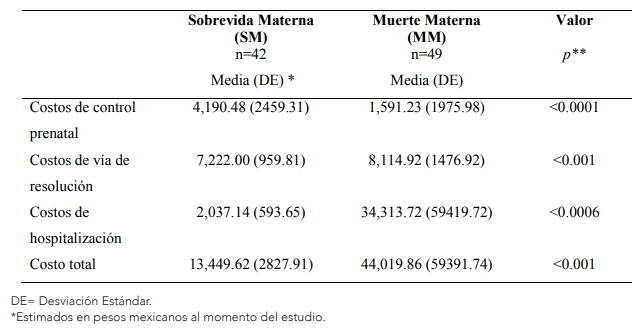 Sobrevida Materna Muerte Materna Valor
(SM) (MM)
n=42 n=49 p**
Media (DE) * Media (DE)
Costos de control 4,190.48 (2459.31) 1,591.23 (1975.98) <0.0001
prenatal
Costos de vía de 7,222.00 (959.81) 8,114.92 (1476.92) <0.001
resolución
Costos de 2,037.14 (593.65) 34,313.72 (59419.72) <0.0006
hospitalización
Costo total 13,449.62 (2827.91) 44,019.86 (59391.74) <0.001
DE= Desviación Estándar.
*Estimados en pesos mexicanos al momento del estudio.